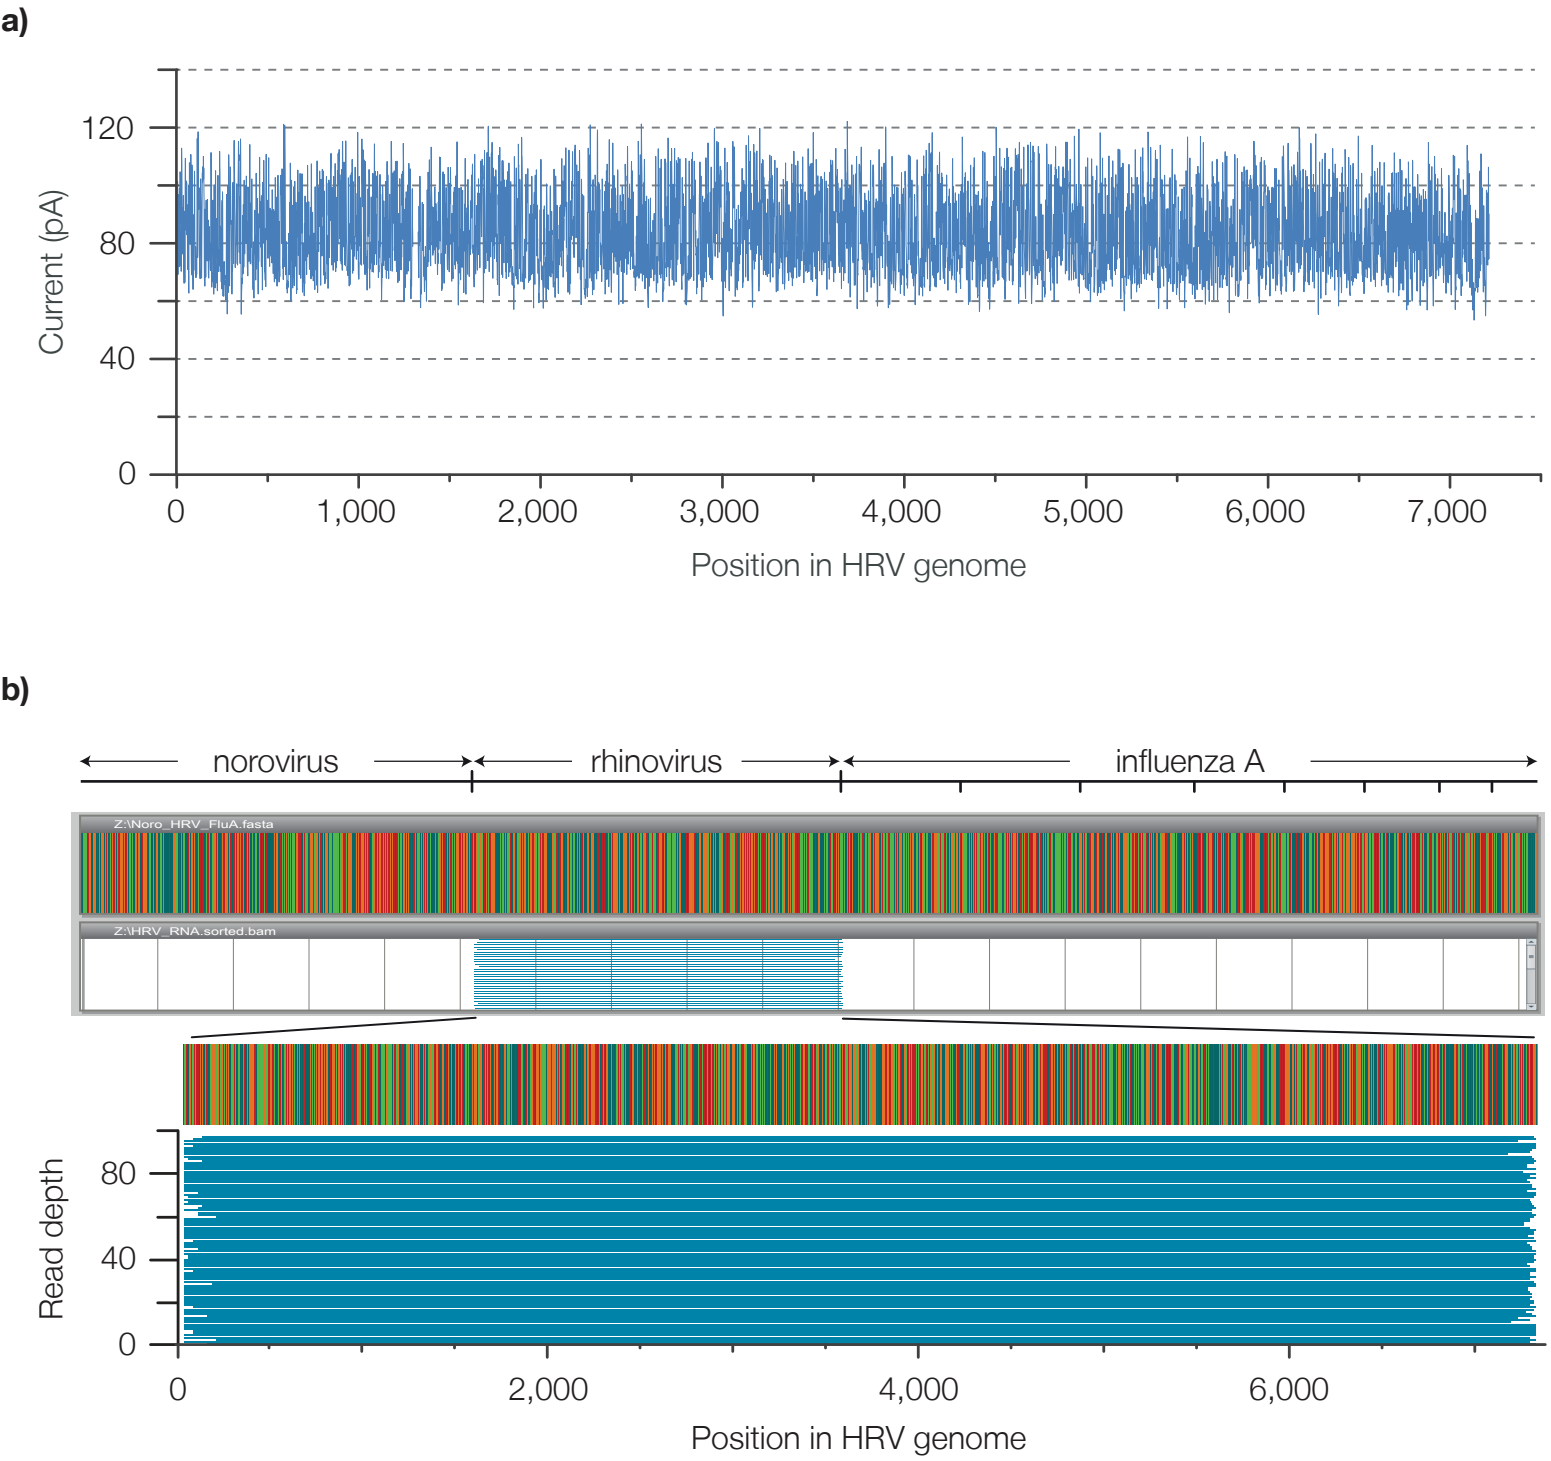 a)
120
80
40
0
Current (pA)
0 1,000 2,000 3,000 4,000 5,000 6,000 7,000
Position in HRV genome
b)
norovirus rhinovirus influenza A
Z:\Noro_HRV_FluA.fasta
Z:\HRV_RNA.sorted.bam
80
40
0
Read depth
0 2,000 4,000 6,000
Position in HRV genome